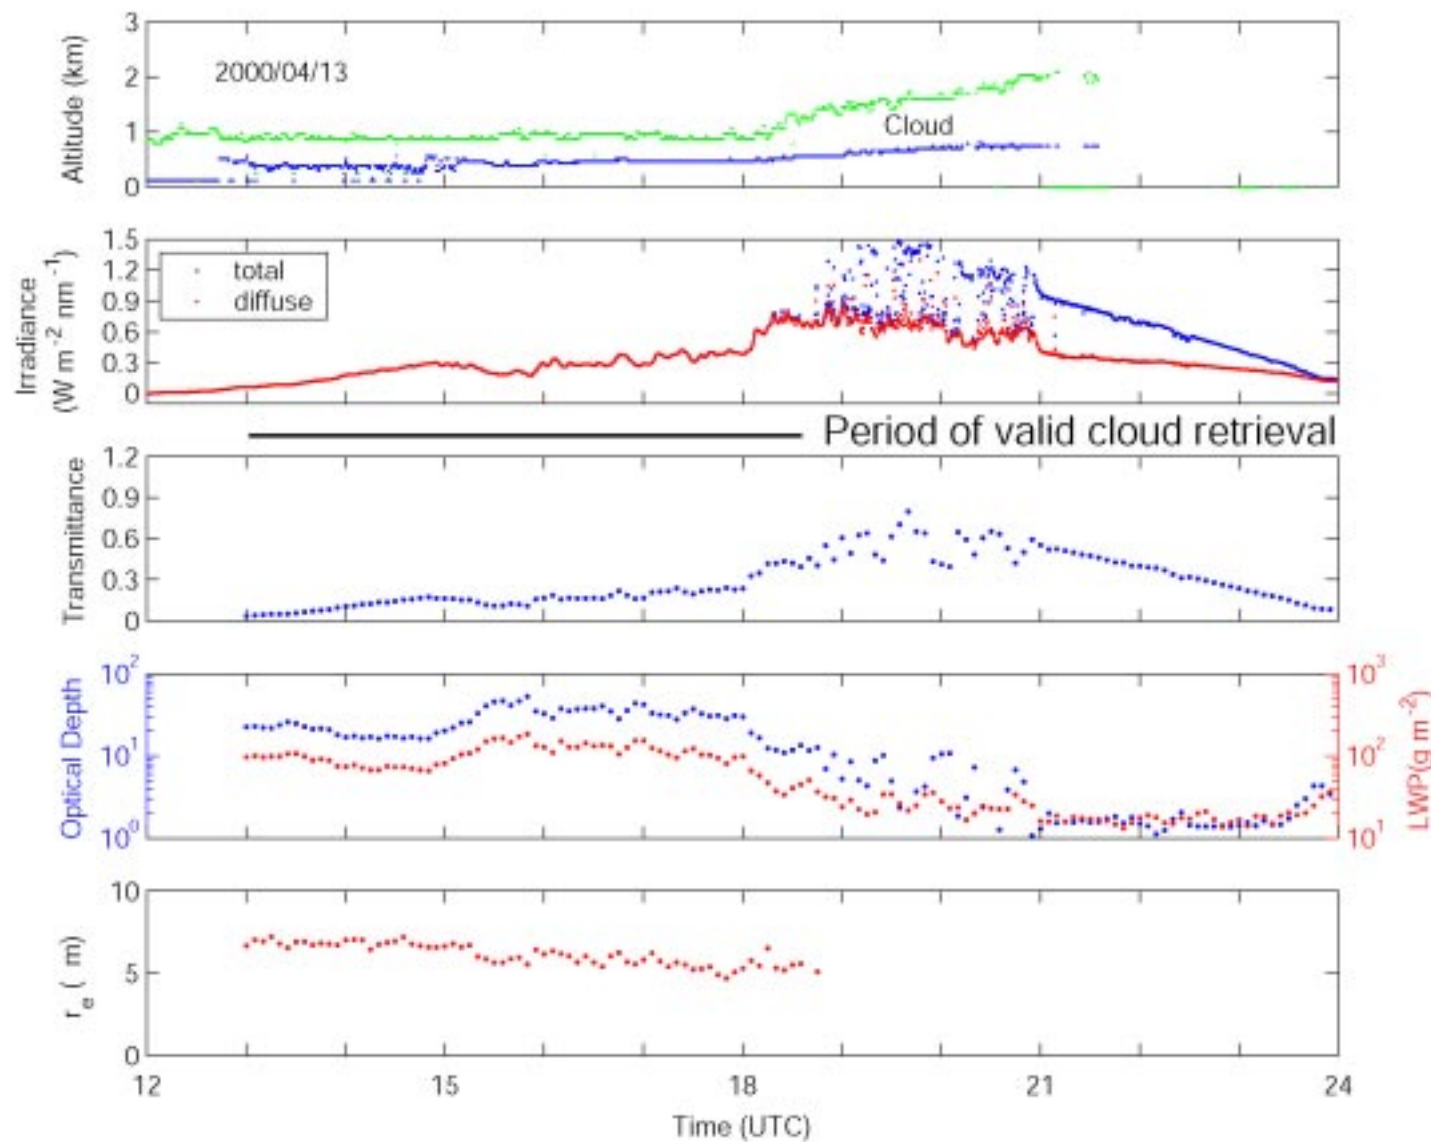 3
2
1
0
Altitude (km)
2000/04/13
Cloud
1.5
1.2
0.9
0.6
0.3
0
Irradiance
(W m⁻² nm⁻¹)
total
diffuse
Period of valid cloud retrieval
1.2
0.9
0.6
0.3
0
Transmittance
10²
10¹
10⁰
Optical Depth
10³
10²
10¹
LWP(g m⁻²)
10
5
0
rₑ ( m)
12
15
18
21
24
Time (UTC)